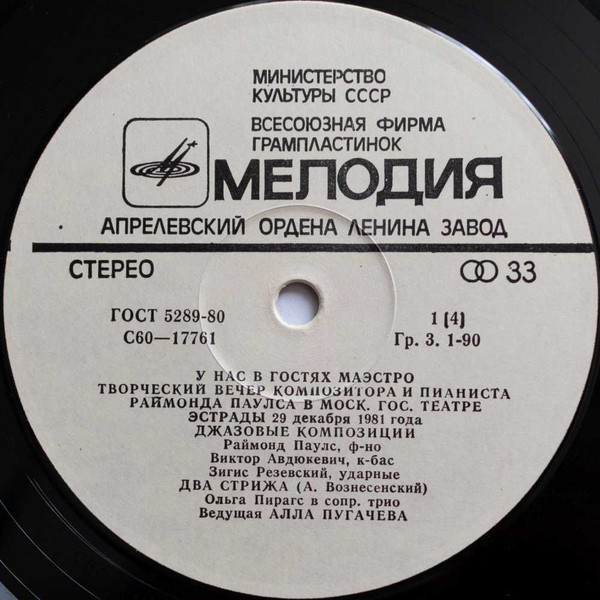 МИНИСТЕРСТВО
КУЛЬТУРЫ СССР
ВСЕСОЮЗНАЯ ФИРМА
ГРАМПЛАСТИНОК
МЕЛОДИЯ
АПРЕЛЕВСКИЙ ОРДЕНА ЛЕНИНА ЗАВОД
СТЕРЕО 33
ГОСТ 5289-80 1 (4)
С60—17761 Гр. 3. 1-90
У НАС В ГОСТЯХ МАЭСТРО
ТВОРЧЕСКИЙ ВЕЧЕР КОМПОЗИТОРА И ПИАНИСТА
РАЙМОНДА ПАУЛСА В МОСК. ГОС. ТЕАТРЕ
ЭСТРАДЫ 29 декабря 1981 года
ДЖАЗОВЫЕ КОМПОЗИЦИИ
Раймонд Паулс, ф-но
Виктор Авдюкевич, к-бас
Зигис Резевский, ударные
ДВА СТРИЖА (А. Вознесенский)
Ольга Пирагс в сопр. трио
Ведущая АЛЛА ПУГАЧЕВА